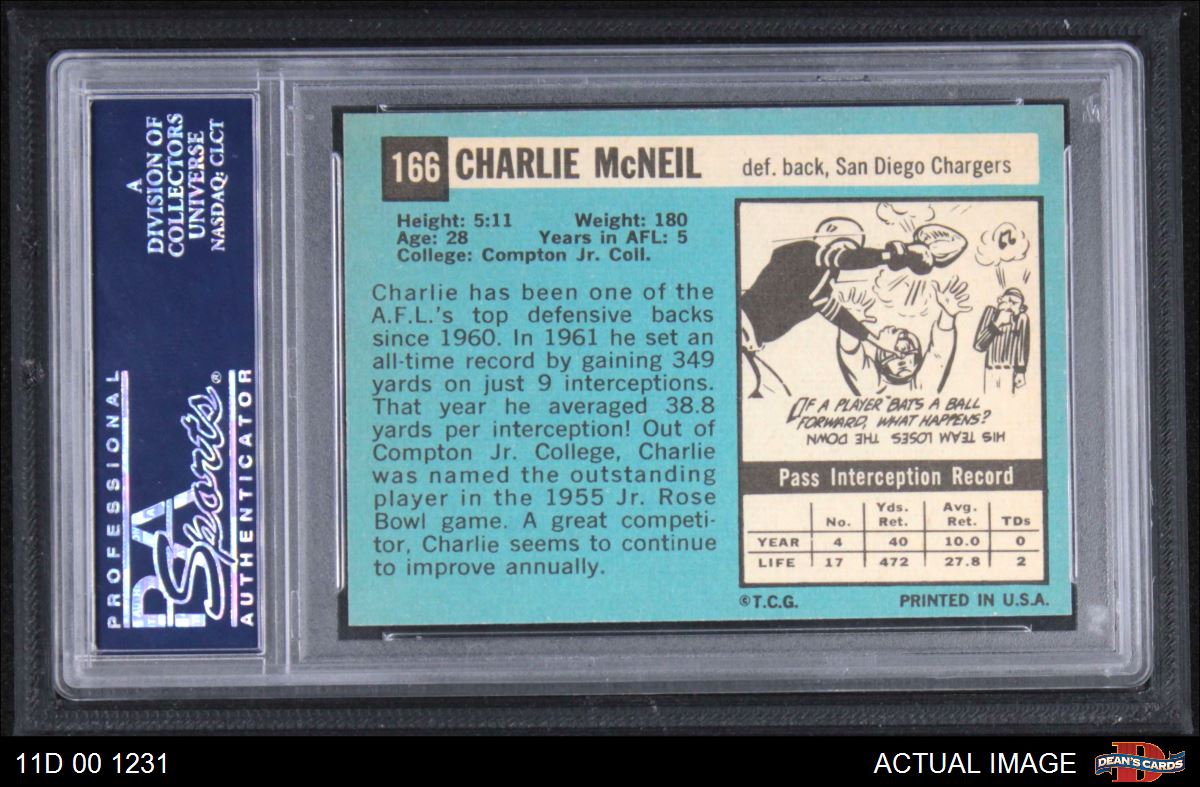 A
DIVISION OF
COLLECTORS
UNIVERSE
NASDAQ: CLCT
PROFESSIONAL
PSA
Sports®
AUTHENTICATOR
166 CHARLIE McNEIL def. back, San Diego Chargers
Height: 5:11 Weight: 180
Age: 28 Years in AFL: 5
College: Compton Jr. Coll.
Charlie has been one of the
A.F.L.'s top defensive backs
since 1960. In 1961 he set an
all-time record by gaining 349
yards on just 9 interceptions.
That year he averaged 38.8
yards per interception! Out of
Compton Jr. College, Charlie
was named the outstanding
player in the 1955 Jr. Rose
Bowl game. A great competi-
tor, Charlie seems to continue
to improve annually.
?
IF A PLAYER BATS A BALL
FORWARD, WHAT HAPPENS?
HIS TEAM LOSES THE DOWN
Pass Interception Record
No. Yds. Ret. Avg. Ret. TDs
YEAR 4 40 10.0 0
LIFE 17 472 27.8 2
©T.C.G. PRINTED IN U.S.A.
11D 00 1231
ACTUAL IMAGE
D
DEAN'S CARDS